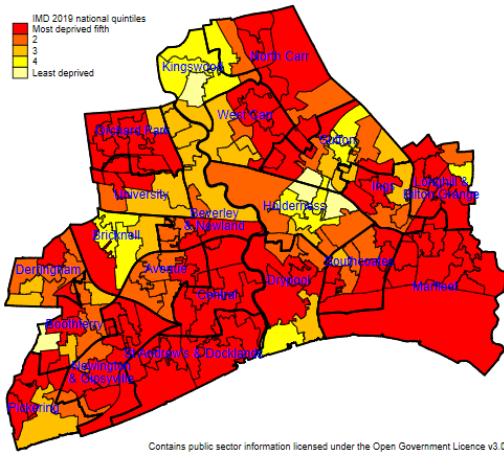 IMD 2019 national quintiles
Most deprived fifth
2
3
4
Least deprived
North Carr
Kingswood
West Carr
Orchard Park
Sutton
Ings
Longhill &
Bilton Grange
University
Holderness
Beverley
& Newland
Bricknell
Derringham
Avenue
Southcoates
Drypool
Central
Marfleet
Boothferry
St Andrew's & Docklands
Newington
& Gipsyville
Pickering
Contains public sector information licensed under the Open Government Licence v3.0